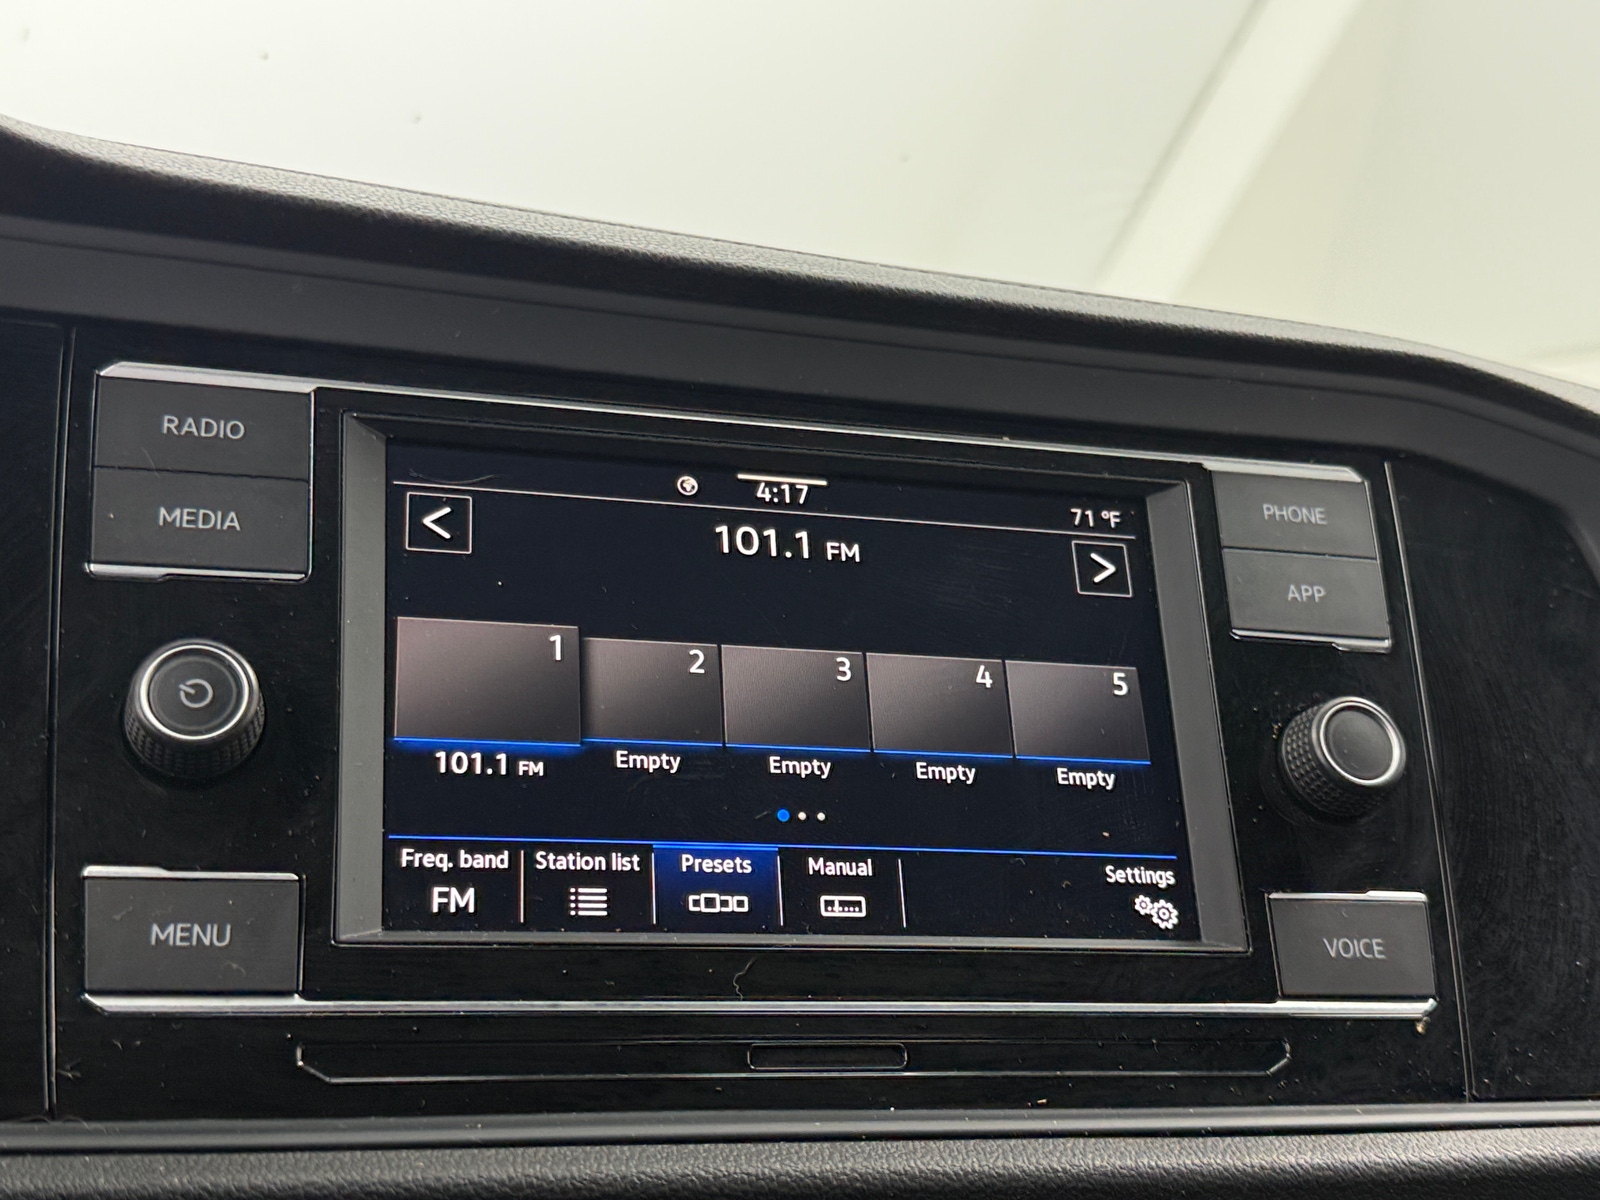 RADIO
MEDIA
MENU
PHONE
APP
VOICE
4:17
71 °F
<
101.1 FM
>
1
2
3
4
5
101.1 FM
Empty
Empty
Empty
Empty
Freq. band
FM
Station list
Presets
Manual
Settings